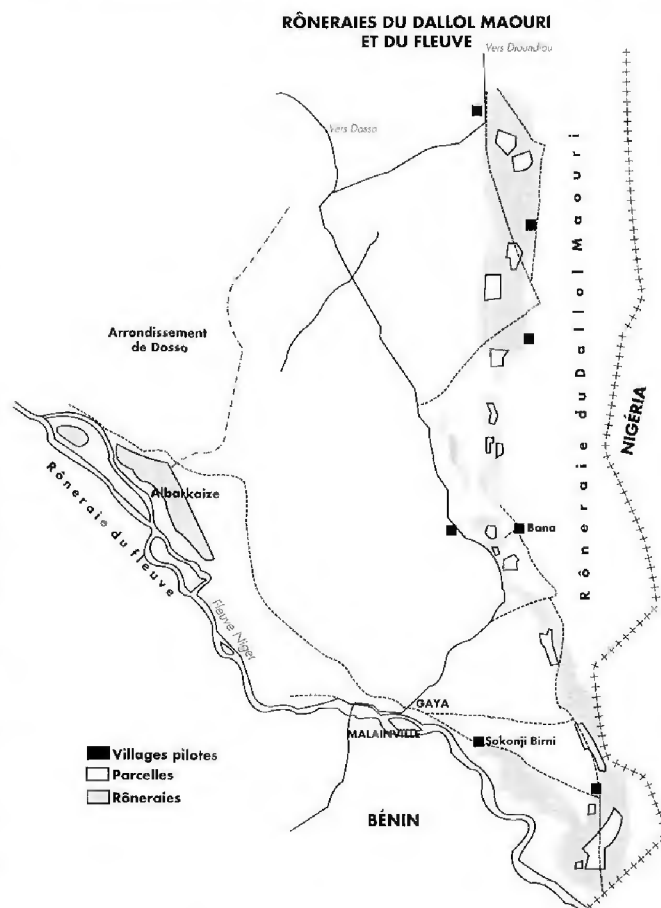 RÔNERAIES DU DALLOL MAOURI
ET DU FLEUVE
Vers Dioundiou
Vers Dosso
Rôneraie du Dallol Maouri
Arrondissement
de Dosso
NIGÉRIA
Albarkaize
Rôneraie du fleuve
Bana
Fleuve Niger
GAYA
MALAINVILLE
Sokonji Birni
Villages pilotes
Parcelles
Rôneraies
BÉNIN